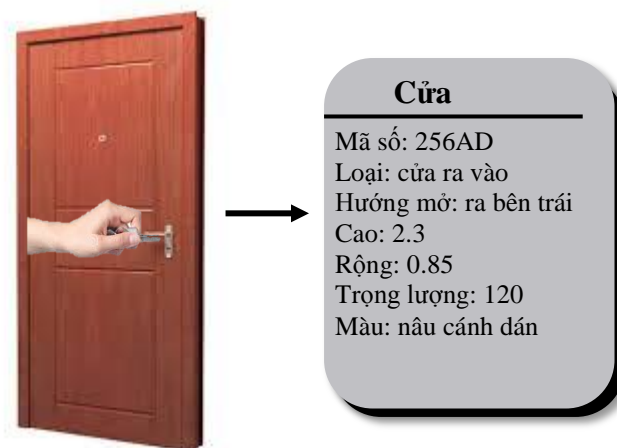 Cửa
Mã số: 256AD
Loại: cửa ra vào
Hướng mở: ra bên trái
Cao: 2.3
Rộng: 0.85
Trọng lượng: 120
Màu: nâu cánh dán